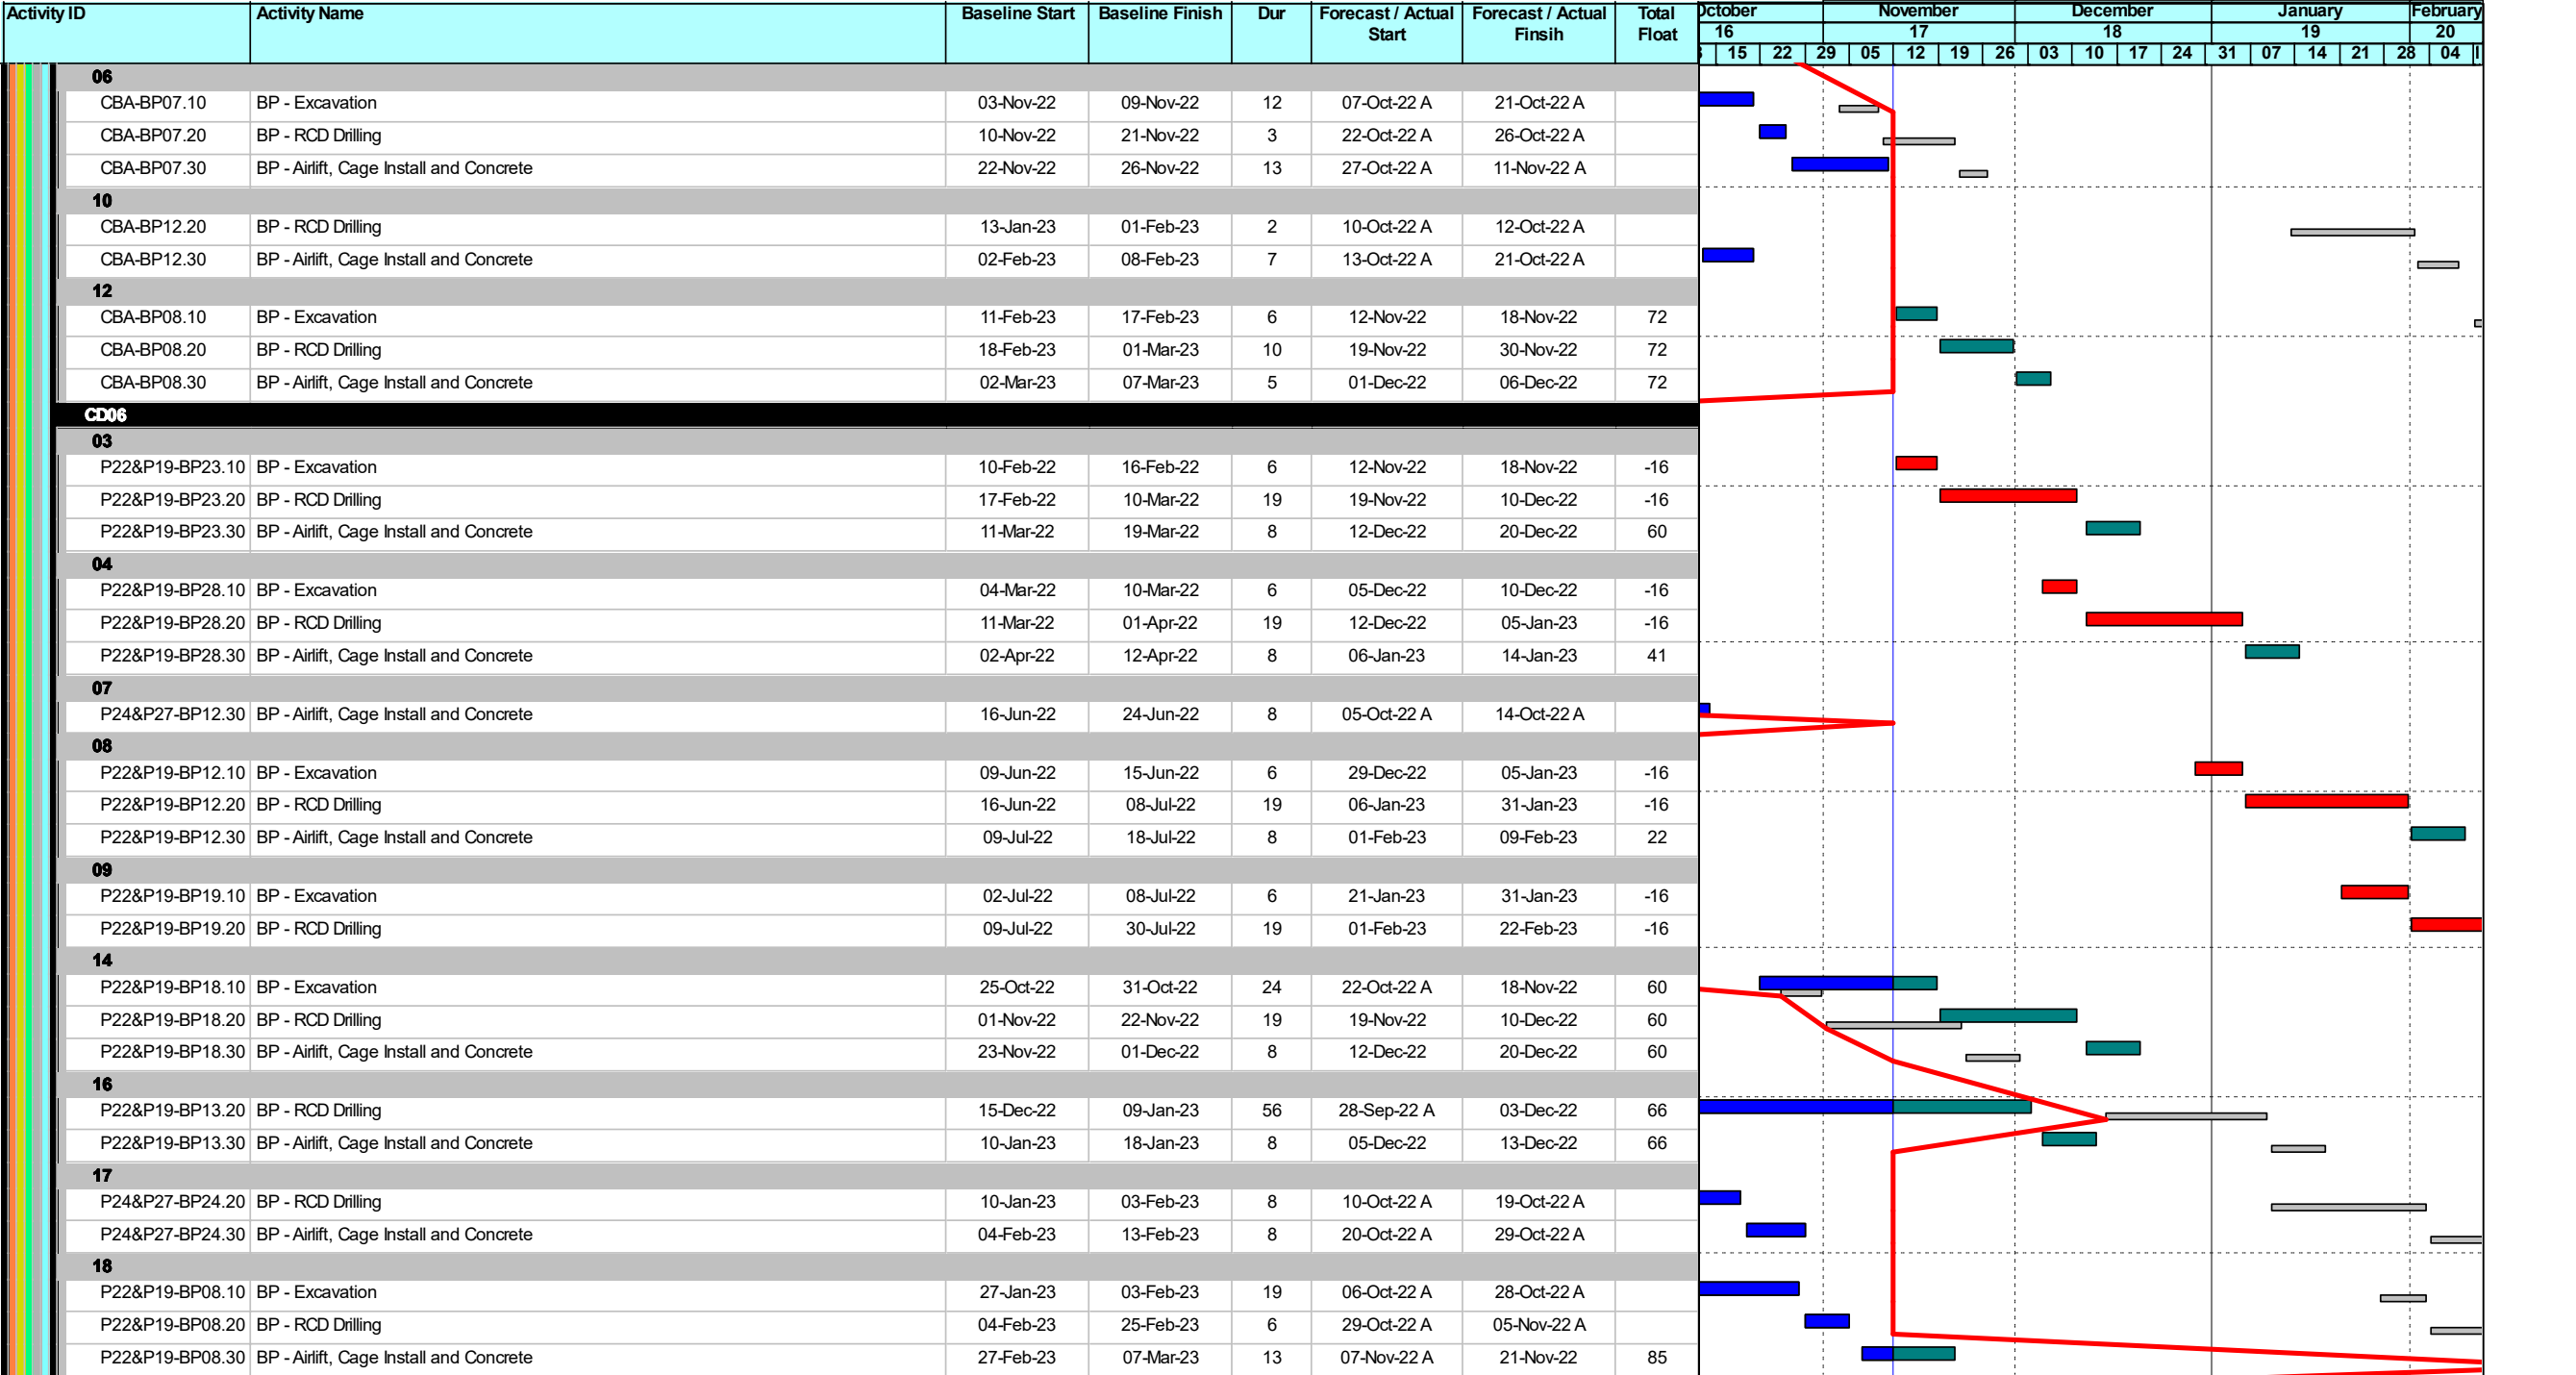 Activity ID Activity Name Baseline Start Baseline Finish Dur Forecast / Actual Start Forecast / Actual Finsih Total Float October November December January February
16 17 18 19 20
15 22 29 05 12 19 26 03 10 17 24 31 07 14 21 28 04
06
CBA-BP07.10 BP - Excavation 03-Nov-22 09-Nov-22 12 07-Oct-22 A 21-Oct-22 A
CBA-BP07.20 BP - RCD Drilling 10-Nov-22 21-Nov-22 3 22-Oct-22 A 26-Oct-22 A
CBA-BP07.30 BP - Airlift, Cage Install and Concrete 22-Nov-22 26-Nov-22 13 27-Oct-22 A 11-Nov-22 A
10
CBA-BP12.20 BP - RCD Drilling 13-Jan-23 01-Feb-23 2 10-Oct-22 A 12-Oct-22 A
CBA-BP12.30 BP - Airlift, Cage Install and Concrete 02-Feb-23 08-Feb-23 7 13-Oct-22 A 21-Oct-22 A
12
CBA-BP08.10 BP - Excavation 11-Feb-23 17-Feb-23 6 12-Nov-22 18-Nov-22 72
CBA-BP08.20 BP - RCD Drilling 18-Feb-23 01-Mar-23 10 19-Nov-22 30-Nov-22 72
CBA-BP08.30 BP - Airlift, Cage Install and Concrete 02-Mar-23 07-Mar-23 5 01-Dec-22 06-Dec-22 72
CD06
03
P22&P19-BP23.10 BP - Excavation 10-Feb-22 16-Feb-22 6 12-Nov-22 18-Nov-22 -16
P22&P19-BP23.20 BP - RCD Drilling 17-Feb-22 10-Mar-22 19 19-Nov-22 10-Dec-22 -16
P22&P19-BP23.30 BP - Airlift, Cage Install and Concrete 11-Mar-22 19-Mar-22 8 12-Dec-22 20-Dec-22 60
04
P22&P19-BP28.10 BP - Excavation 04-Mar-22 10-Mar-22 6 05-Dec-22 10-Dec-22 -16
P22&P19-BP28.20 BP - RCD Drilling 11-Mar-22 01-Apr-22 19 12-Dec-22 05-Jan-23 -16
P22&P19-BP28.30 BP - Airlift, Cage Install and Concrete 02-Apr-22 12-Apr-22 8 06-Jan-23 14-Jan-23 41
07
P24&P27-BP12.30 BP - Airlift, Cage Install and Concrete 16-Jun-22 24-Jun-22 8 05-Oct-22 A 14-Oct-22 A
08
P22&P19-BP12.10 BP - Excavation 09-Jun-22 15-Jun-22 6 29-Dec-22 05-Jan-23 -16
P22&P19-BP12.20 BP - RCD Drilling 16-Jun-22 08-Jul-22 19 06-Jan-23 31-Jan-23 -16
P22&P19-BP12.30 BP - Airlift, Cage Install and Concrete 09-Jul-22 18-Jul-22 8 01-Feb-23 09-Feb-23 22
09
P22&P19-BP19.10 BP - Excavation 02-Jul-22 08-Jul-22 6 21-Jan-23 31-Jan-23 -16
P22&P19-BP19.20 BP - RCD Drilling 09-Jul-22 30-Jul-22 19 01-Feb-23 22-Feb-23 -16
14
P22&P19-BP18.10 BP - Excavation 25-Oct-22 31-Oct-22 24 22-Oct-22 A 18-Nov-22 60
P22&P19-BP18.20 BP - RCD Drilling 01-Nov-22 22-Nov-22 19 19-Nov-22 10-Dec-22 60
P22&P19-BP18.30 BP - Airlift, Cage Install and Concrete 23-Nov-22 01-Dec-22 8 12-Dec-22 20-Dec-22 60
16
P22&P19-BP13.20 BP - RCD Drilling 15-Dec-22 09-Jan-23 56 28-Sep-22 A 03-Dec-22 66
P22&P19-BP13.30 BP - Airlift, Cage Install and Concrete 10-Jan-23 18-Jan-23 8 05-Dec-22 13-Dec-22 66
17
P24&P27-BP24.20 BP - RCD Drilling 10-Jan-23 03-Feb-23 8 10-Oct-22 A 19-Oct-22 A
P24&P27-BP24.30 BP - Airlift, Cage Install and Concrete 04-Feb-23 13-Feb-23 8 20-Oct-22 A 29-Oct-22 A
18
P22&P19-BP08.10 BP - Excavation 27-Jan-23 03-Feb-23 19 06-Oct-22 A 28-Oct-22 A
P22&P19-BP08.20 BP - RCD Drilling 04-Feb-23 25-Feb-23 6 29-Oct-22 A 05-Nov-22 A
P22&P19-BP08.30 BP - Airlift, Cage Install and Concrete 27-Feb-23 07-Mar-23 13 07-Nov-22 A 21-Nov-22 85